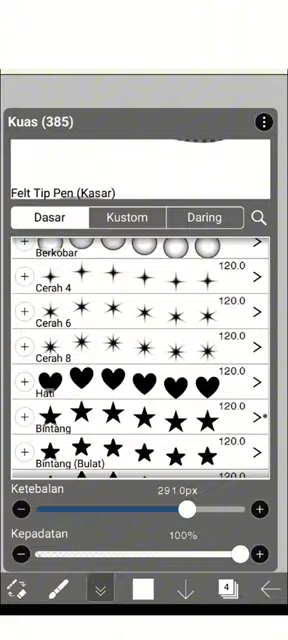 Kuas (385)
Felt Tip Pen (Kasar)
Dasar
Kustom
Daring
Berkobar
120.0
Cerah 4
120.0
Cerah 6
120.0
Cerah 8
120.0
Hati
120.0
Bintang
120.0
Bintang (Bulat)
Ketebalan
291.0px
Kepadatan
100%
4